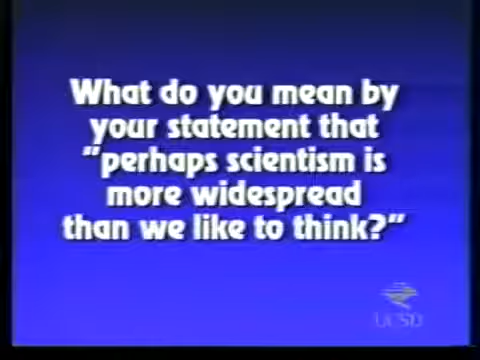 What do you mean by
your statement that
"perhaps scientism is
more widespread
than we like to think?"
UCSD